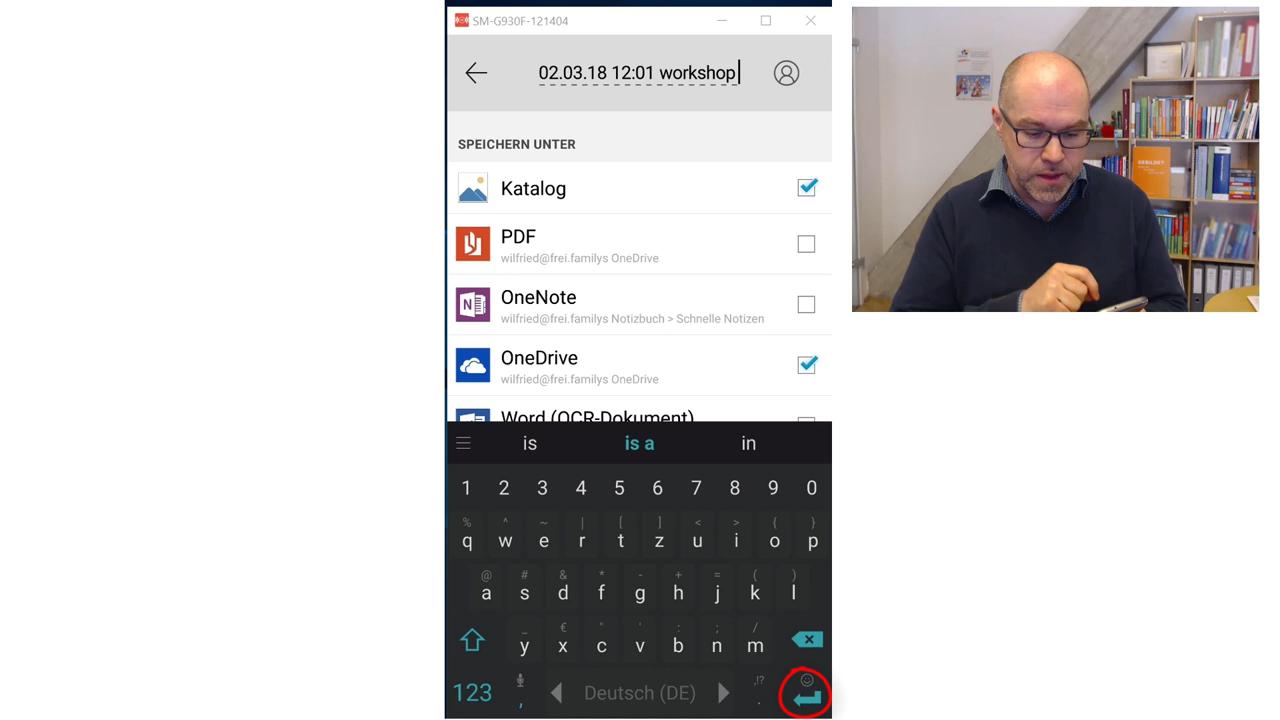 SM-G930F-121404
02.03.18 12:01 workshop
SPEICHERN UNTER
Katalog
PDF
wilfried@frei.familys OneDrive
OneNote
wilfried@frei.familys Notizbuch > Schnelle Notizen
OneDrive
wilfried@frei.familys OneDrive
Word (OCR-Dokument)
is is a in
1 2 3 4 5 6 7 8 9 0
% ^ ~ | [ ] < > { }
q w e r t z u i o p
@ # & * - + = ( )
a s d f g h j k l
_ € " ' : ; /
y x c v b n m
,!?
123 , Deutsch (DE) .
GEBILDET